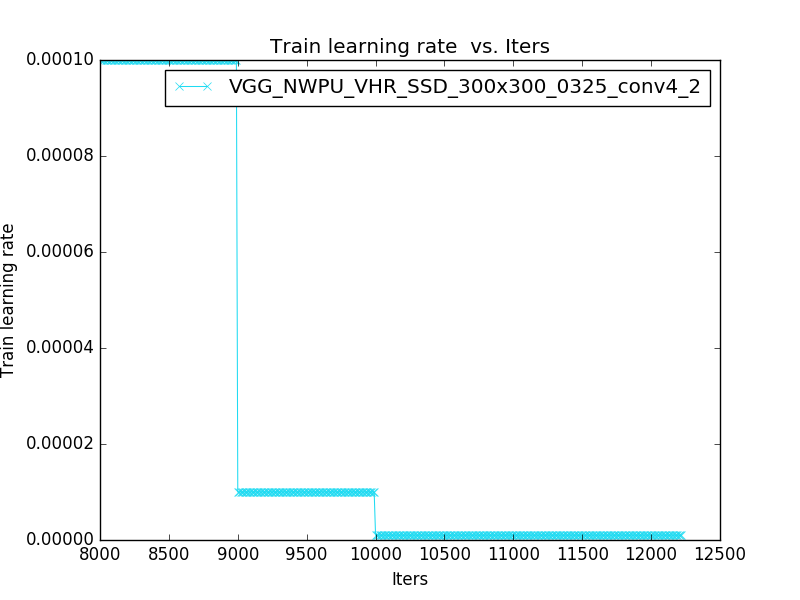 Train learning rate  vs. Iters
VGG_NWPU_VHR_SSD_300x300_0325_conv4_2
Train learning rate
0.00010
0.00008
0.00006
0.00004
0.00002
0.00000
8000 8500 9000 9500 10000 10500 11000 11500 12000 12500
Iters